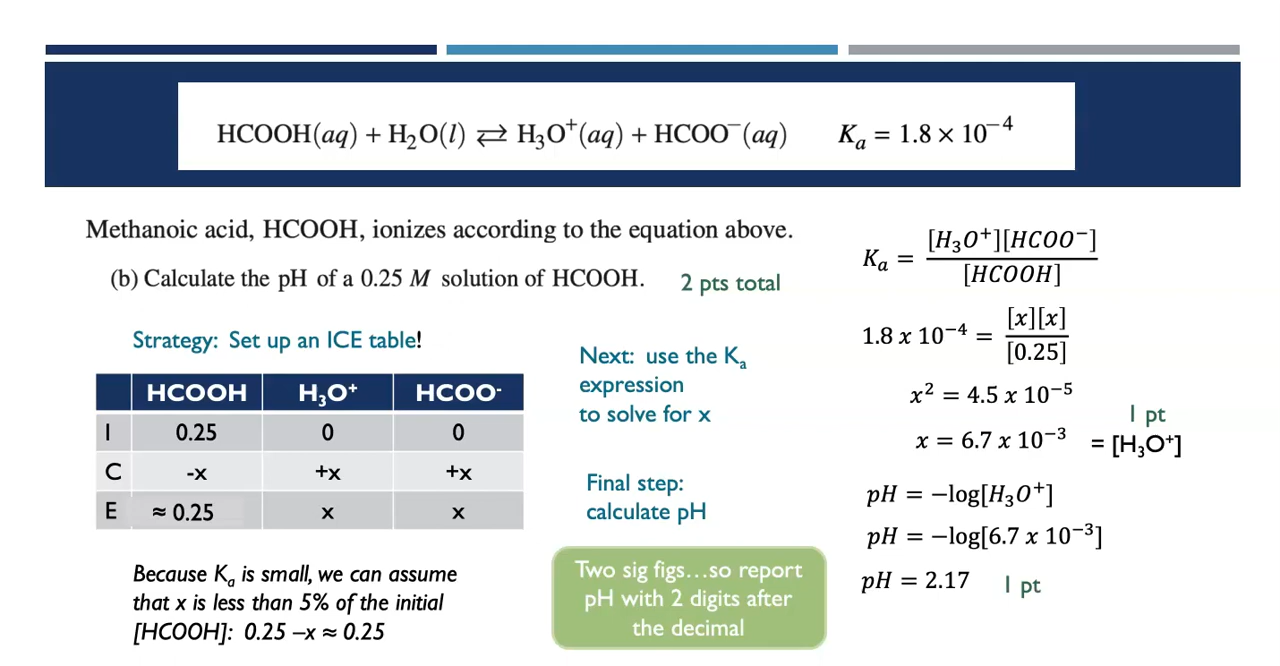 HCOOH(aq) + H₂O(l) ⇄ H₃O⁺(aq) + HCOO⁻(aq) Kₐ = 1.8 × 10⁻⁴
Methanoic acid, HCOOH, ionizes according to the equation above.
(b) Calculate the pH of a 0.25 M solution of HCOOH. 2 pts total
Strategy: Set up an ICE table!
HCOOH H₃O⁺ HCOO⁻
I 0.25 0 0
C -x +x +x
E ≈ 0.25 x x
Because Kₐ is small, we can assume
that x is less than 5% of the initial
[HCOOH]: 0.25 –x ≈ 0.25
Next: use the Kₐ
expression
to solve for x
Final step:
calculate pH
Two sig figs...so report
pH with 2 digits after
the decimal
Kₐ = [H₃O⁺][HCOO⁻] / [HCOOH]
1.8 x 10⁻⁴ = [x][x] / [0.25]
x² = 4.5 x 10⁻⁵
1 pt
x = 6.7 x 10⁻³ = [H₃O⁺]
pH = −log[H₃O⁺]
pH = −log[6.7 x 10⁻³]
pH = 2.17 1 pt